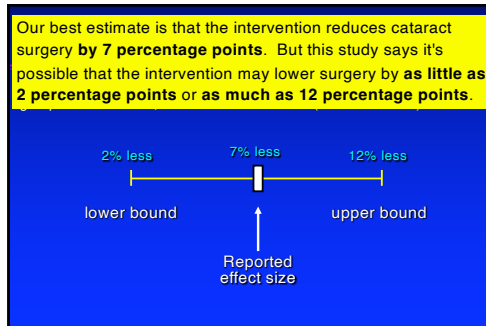 Our best estimate is that the intervention reduces cataract
surgery by 7 percentage points. But this study says it's
possible that the intervention may lower surgery by as little as
2 percentage points or as much as 12 percentage points.
2% less 7% less 12% less
lower bound upper bound
Reported
effect size